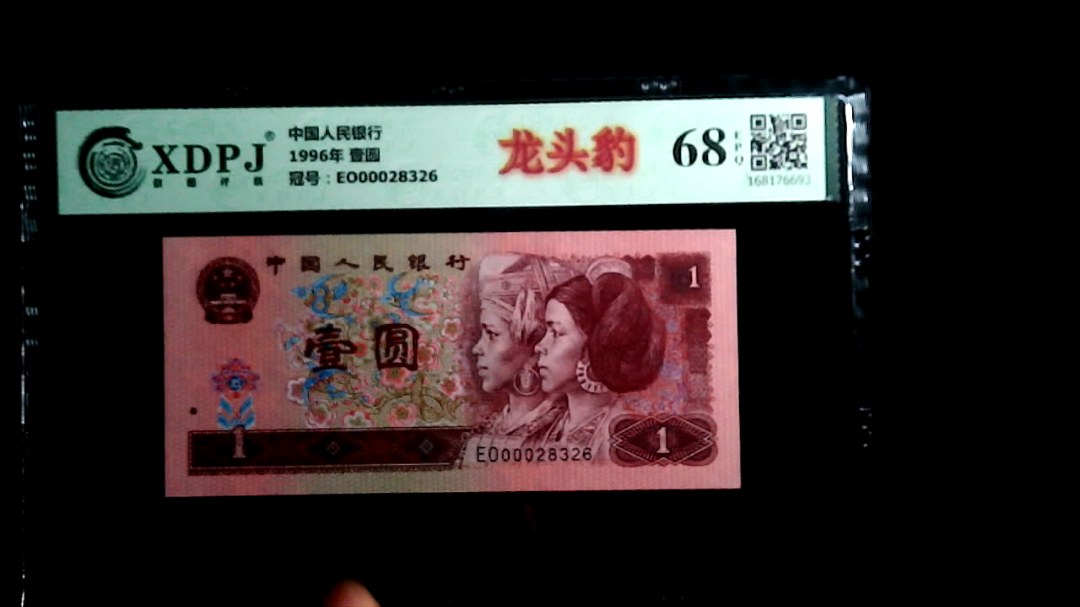 XDPJ®
中国人民银行
1996年 壹圆
冠号：EO00028326
龙头豹
68
EPQ
168176693
中国人民银行
1
壹圆
1
EO00028326
1